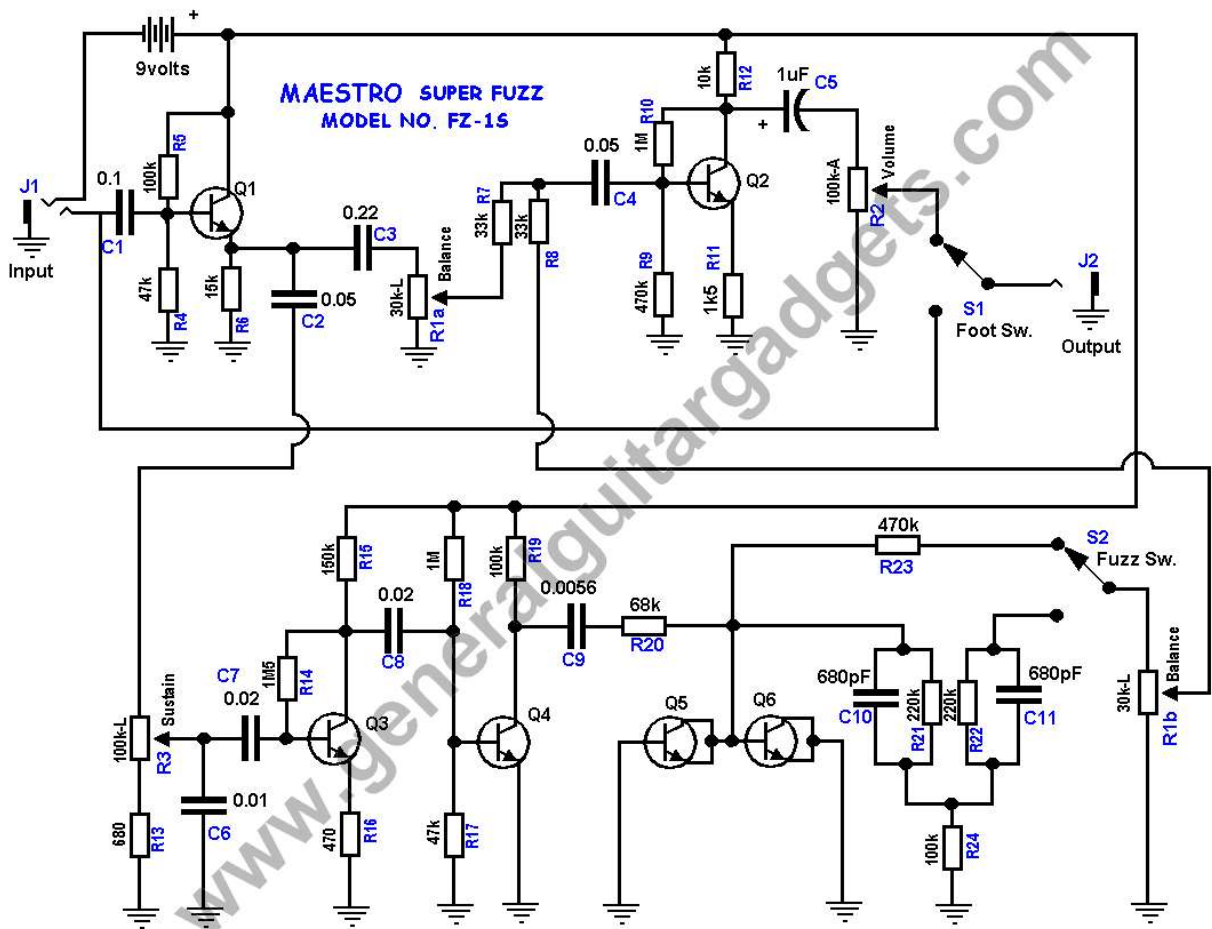 +
9volts
MAESTRO SUPER FUZZ
MODEL NO. FZ-1S
J1
Input
0.1
C1
100k
R5
Q1
47k
R4
15k
R6
0.05
C2
0.22
C3
30k-L
R1a
Balance
R7
33k
33k
R8
0.05
C4
R10
1M
R9
470k
10k
R12
Q2
R11
1k5
1uF
C5
+
100k-A
Volume
R2
S1
Foot Sw.
J2
Output
100k-L
Sustain
R3
680
R13
0.01
C6
C7
0.02
1M5
R14
150k
R15
Q3
470
R16
0.02
C8
1M
R18
47k
R17
100k
R19
Q4
0.0056
C9
68k
R20
Q5
Q6
470k
R23
680pF
C10
220k
R21
220k
R22
680pF
C11
100k
R24
S2
Fuzz Sw.
30k-L
Balance
R1b
www.generalguitargadgets.com